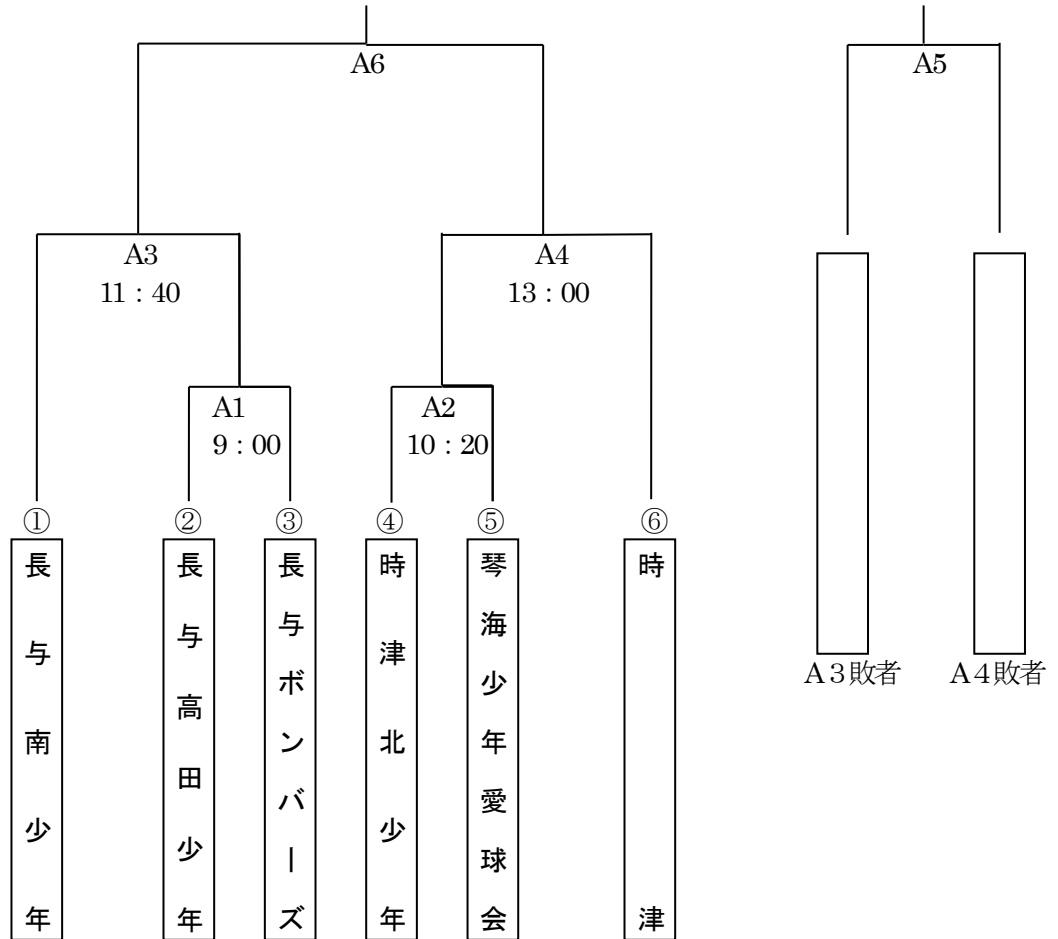 A6
A5
A3
11：40
A4
13：00
A1
9：00
A2
10：20
①
②
③
④
⑤
⑥
長与南少年
長与高田少年
長与ボンバーズ
時津北少年
琴海少年愛球会
時津
A３敗者
A４敗者